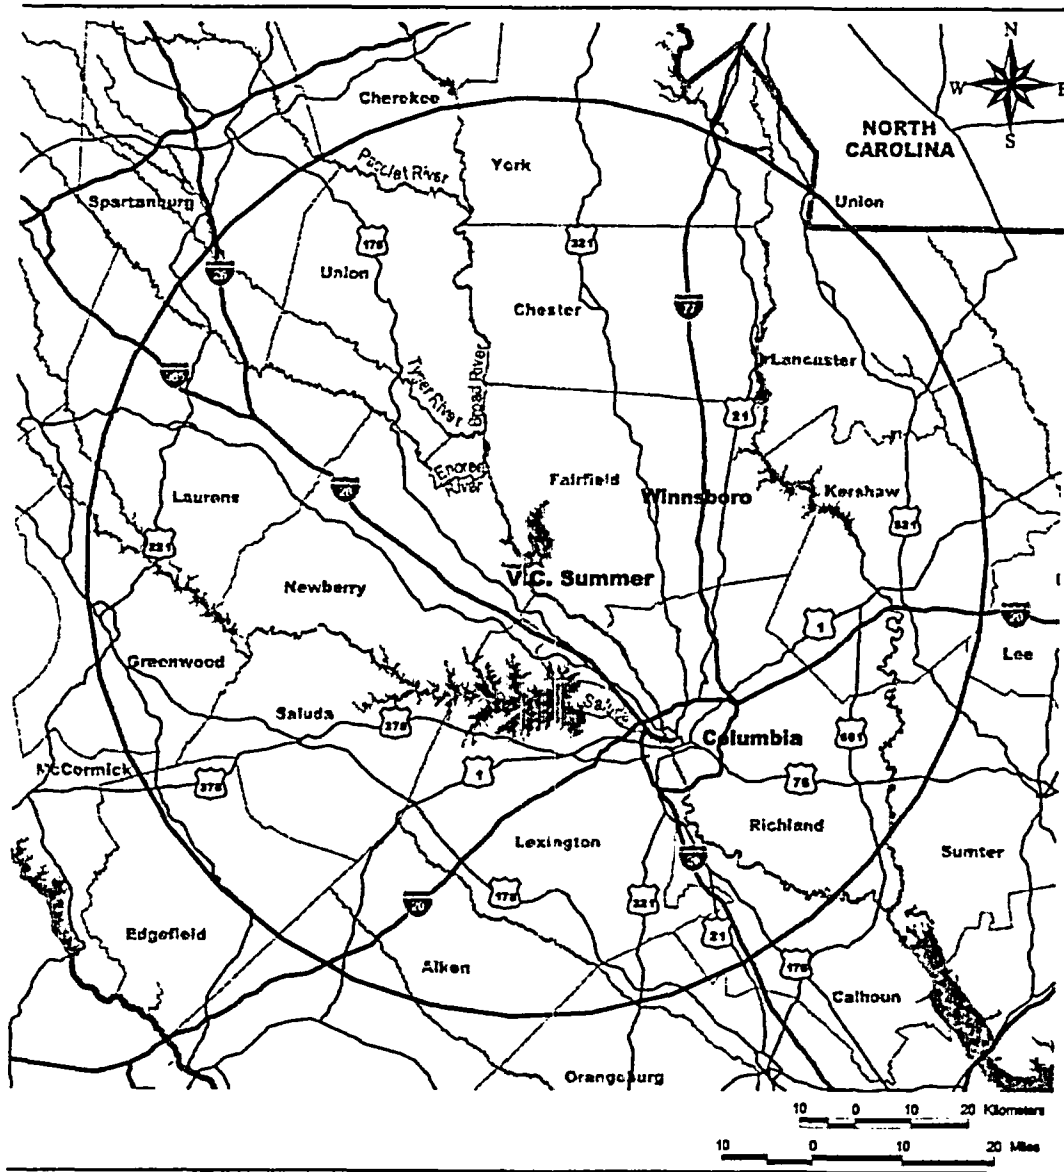 N
W
E
S
Cherokee
NORTH
CAROLINA
York
Pacolet River
Spartanburg
Union
176
321
Union
26
Chester
77
Lancaster
Tyger River
Broad River
21
Enoree
River
Fairfield
Winnsboro
Kershaw
Laurens
221
521
V.C. Summer
Newberry
1
20
Lee
Greenwood
Saluda
Saluda
378
Columbia
601
McCormick
378
1
76
Lexington
Richland
Sumter
20
178
321
21
176
Edgefield
Aiken
Calhoun
Orangeburg
10 0 10 20 Kilometers
10 0 10 20 Miles